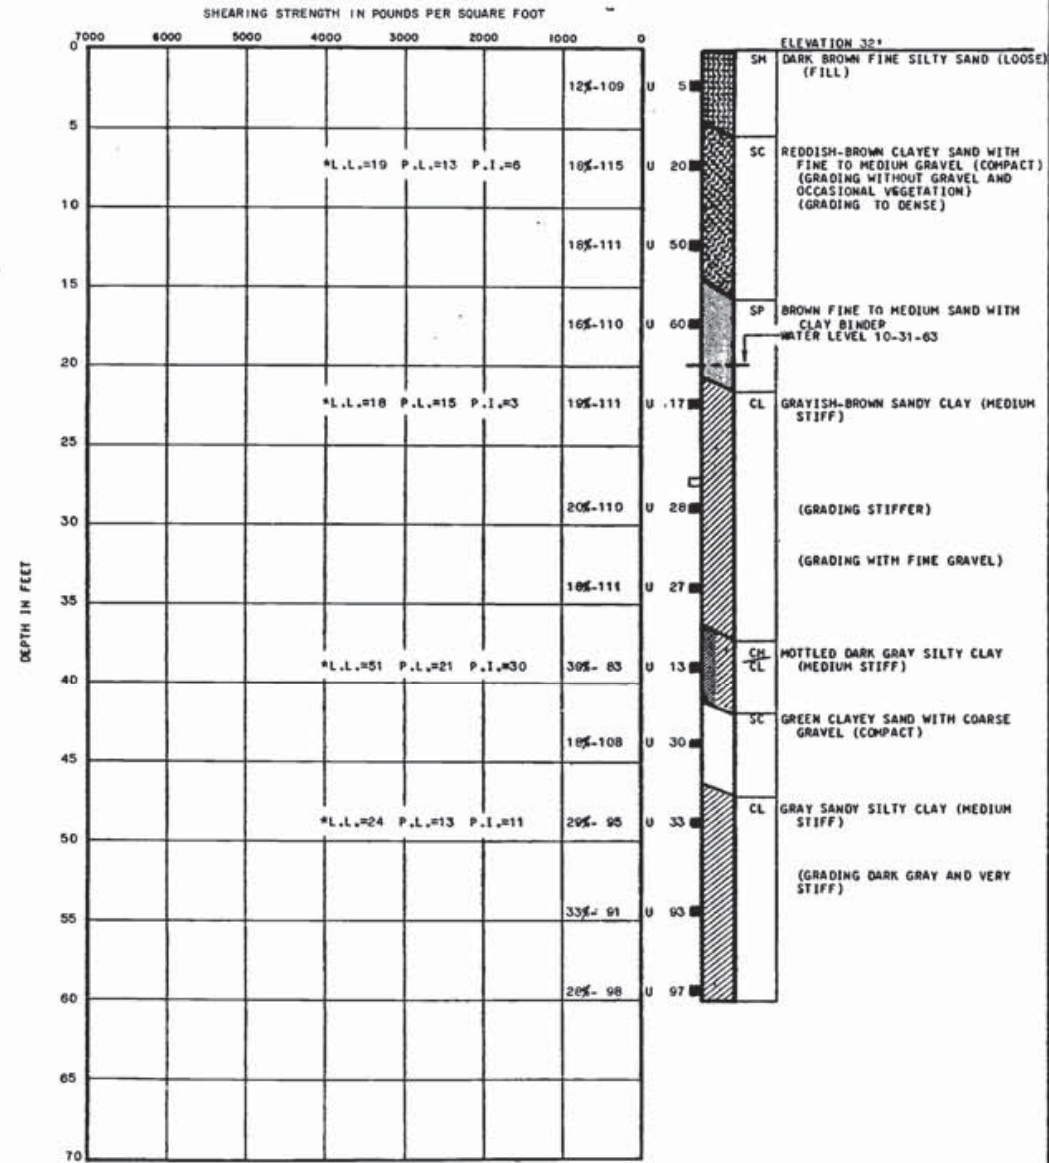 SHEARING STRENGTH IN POUNDS PER SQUARE FOOT
7000 6000 5000 4000 3000 2000 1000 0
ELEVATION 32'
0
SM DARK BROWN FINE SILTY SAND (LOOSE)
(FILL)
12%-109 U 5
5
SC REDDISH-BROWN CLAYEY SAND WITH
*L.L.=19 P.L.=13 P.I.=6 18%-115 U 20 FINE TO MEDIUM GRAVEL (COMPACT)
(GRADING WITHOUT GRAVEL AND
OCCASIONAL VEGETATION)
10 (GRADING TO DENSE)
18%-111 U 50
15
SP BROWN FINE TO MEDIUM SAND WITH
16%-110 U 60 CLAY BINDER
WATER LEVEL 10-31-63
20
*L.L.=18 P.L.=15 P.I.=3 19%-111 U 17 CL GRAYISH-BROWN SANDY CLAY (MEDIUM
STIFF)
25
20%-110 U 28 (GRADING STIFFER)
30
(GRADING WITH FINE GRAVEL)
18%-111 U 27
35
DEPTH IN FEET
CH MOTTLED DARK GRAY SILTY CLAY
*L.L.=51 P.L.=21 P.I.=30 39%- 83 U 13 CL (MEDIUM STIFF)
40
SC GREEN CLAYEY SAND WITH COARSE
GRAVEL (COMPACT)
18%-108 U 30
45
CL GRAY SANDY SILTY CLAY (MEDIUM
*L.L.=24 P.L.=13 P.I.=11 29%- 95 U 33 STIFF)
50
(GRADING DARK GRAY AND VERY
STIFF)
33%- 91 U 93
55
28%- 98 U 97
60
65
70